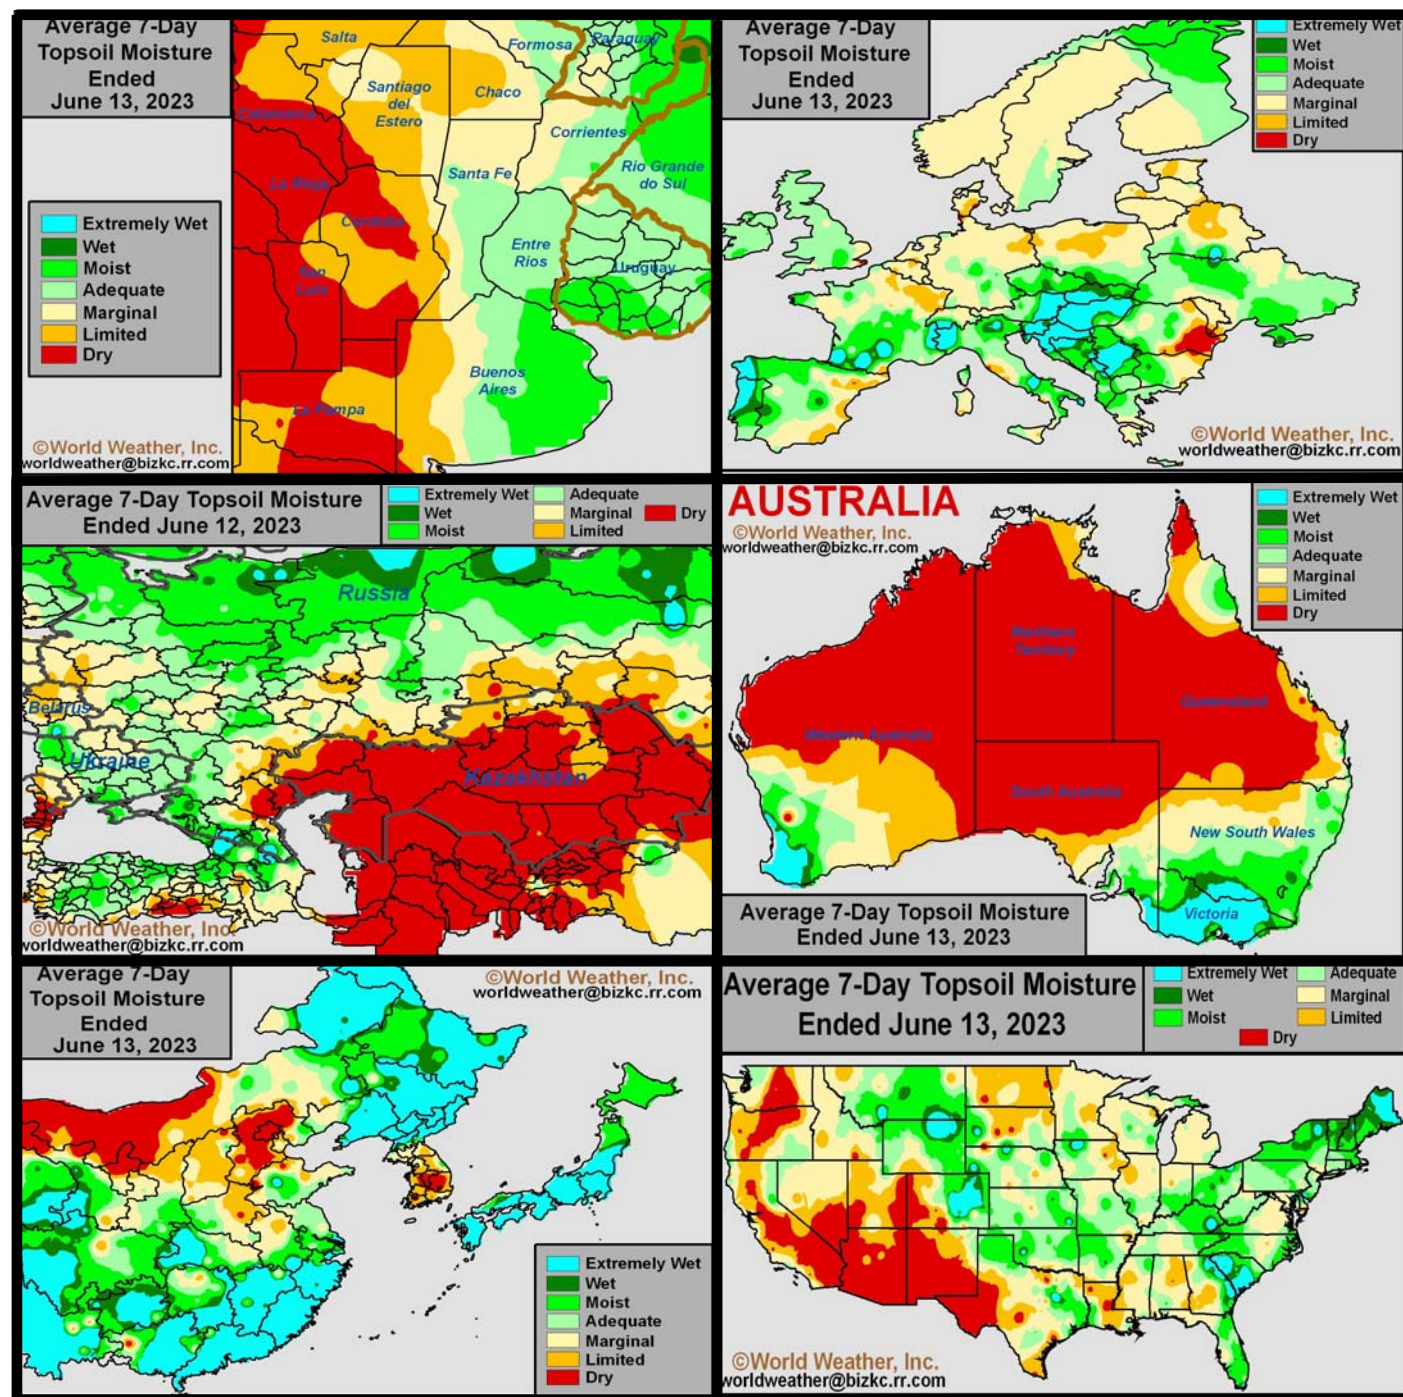 Average 7-Day
Topsoil Moisture
Ended
June 13, 2023
Salta
Formosa
Paraguay
Santiago
del
Estero
Chaco
Catamarca
Corrientes
La Rioja
Santa Fe
Rio Grande
do Sul
Cordoba
Entre
Rios
Uruguay
San
Luis
Buenos
Aires
La Pampa
Extremely Wet
Wet
Moist
Adequate
Marginal
Limited
Dry
©World Weather, Inc.
worldweather@bizkc.rr.com
Average 7-Day
Topsoil Moisture
Ended
June 13, 2023
Extremely Wet
Wet
Moist
Adequate
Marginal
Limited
Dry
©World Weather, Inc.
worldweather@bizkc.rr.com
Average 7-Day Topsoil Moisture
Ended June 12, 2023
Extremely Wet
Wet
Moist
Adequate
Marginal
Limited
Dry
Russia
Belarus
Ukraine
Kazakhstan
©World Weather, Inc
worldweather@bizkc.rr.com
AUSTRALIA
©World Weather, Inc.
worldweather@bizkc.rr.com
Extremely Wet
Wet
Moist
Adequate
Marginal
Limited
Dry
Northern
Territory
Queensland
Western Australia
South Australia
New South Wales
Victoria
Average 7-Day Topsoil Moisture
Ended June 13, 2023
Average 7-Day
Topsoil Moisture
Ended
June 13, 2023
©World Weather, Inc.
worldweather@bizkc.rr.com
Extremely Wet
Wet
Moist
Adequate
Marginal
Limited
Dry
Average 7-Day Topsoil Moisture
Ended June 13, 2023
Extremely Wet
Wet
Moist
Adequate
Marginal
Limited
Dry
©World Weather, Inc.
worldweather@bizkc.rr.com